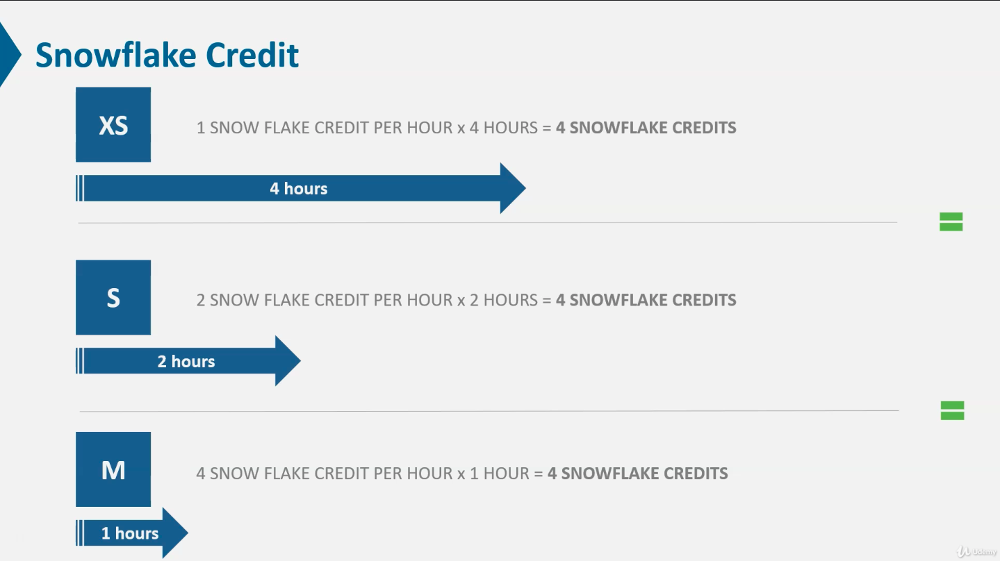 Snowflake Credit
XS
1 SNOW FLAKE CREDIT PER HOUR x 4 HOURS = 4 SNOWFLAKE CREDITS
4 hours
S
2 SNOW FLAKE CREDIT PER HOUR x 2 HOURS = 4 SNOWFLAKE CREDITS
2 hours
M
4 SNOW FLAKE CREDIT PER HOUR x 1 HOUR = 4 SNOWFLAKE CREDITS
1 hours
Udemy